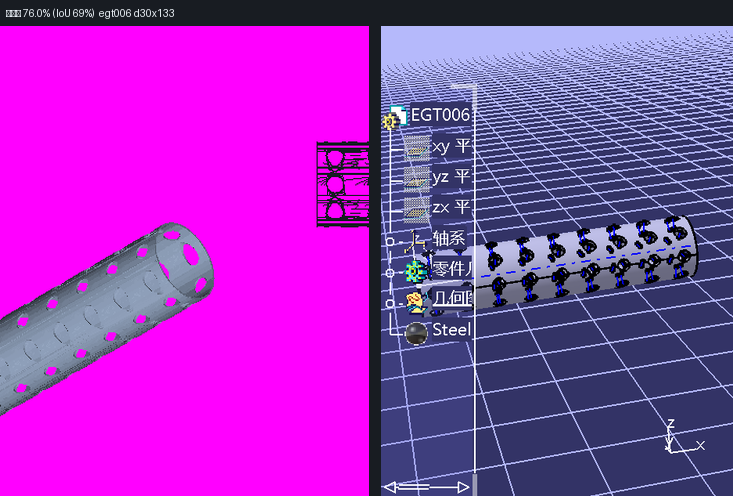 76.0% (IoU 69%) egt006 d30x133
EGT006
xy 平
yz 平
zx 平
轴系
零件
几何
Steel
z
x